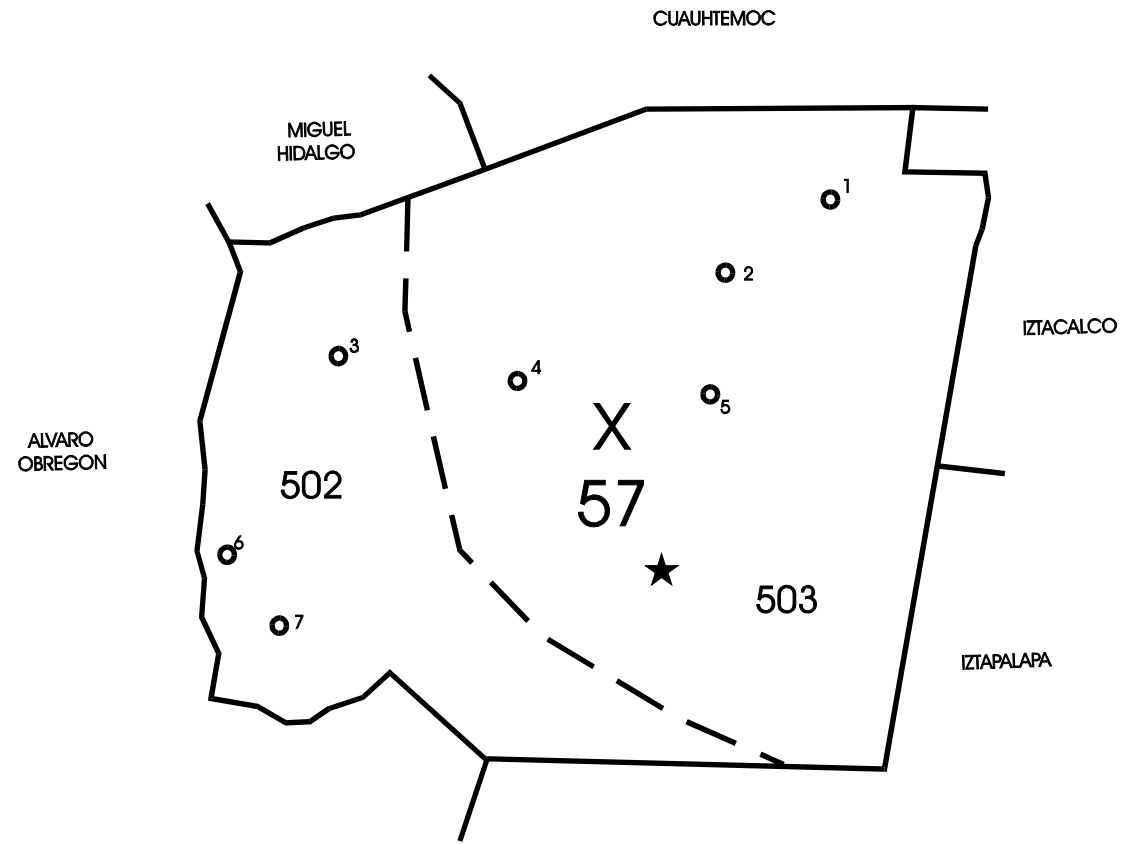 CUAUHTEMOC
MIGUEL
HIDALGO
1
2
IZTACALCO
3
4
5
X
ALVARO
OBREGON
502
57
6
503
7
IZTAPALAPA